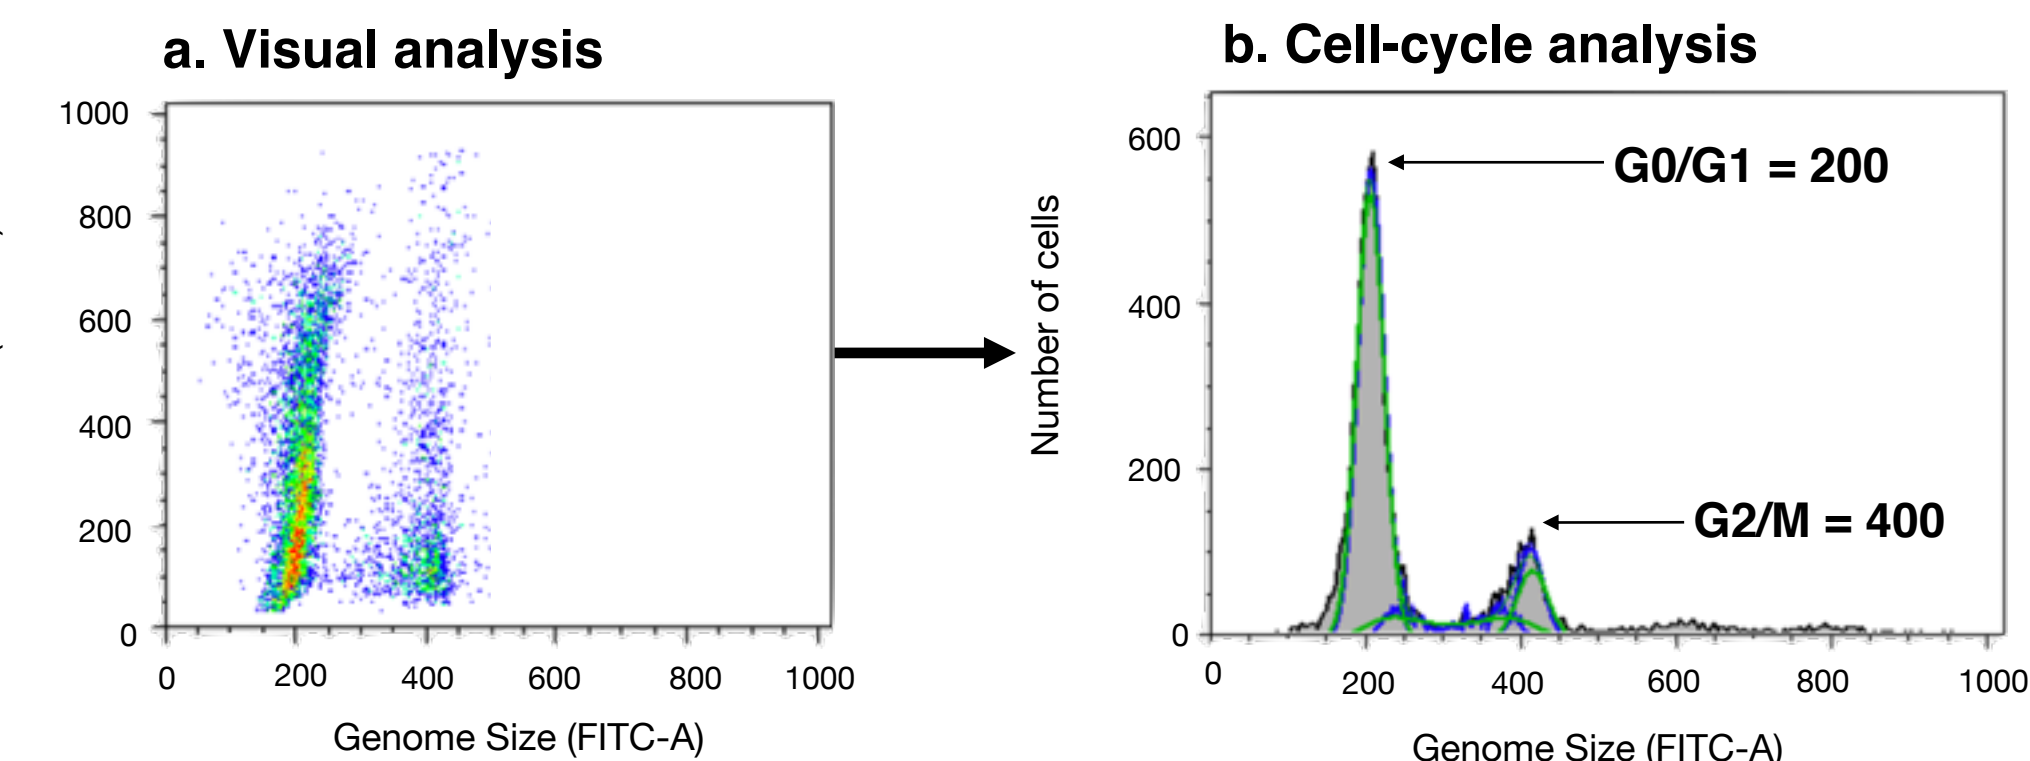 a. Visual analysis
1000
800
600
400
200
0
0 200 400 600 800 1000
Genome Size (FITC-A)
b. Cell-cycle analysis
Number of cells
600
400
200
0
G0/G1 = 200
G2/M = 400
0 200 400 600 800 1000
Genome Size (FITC-A)